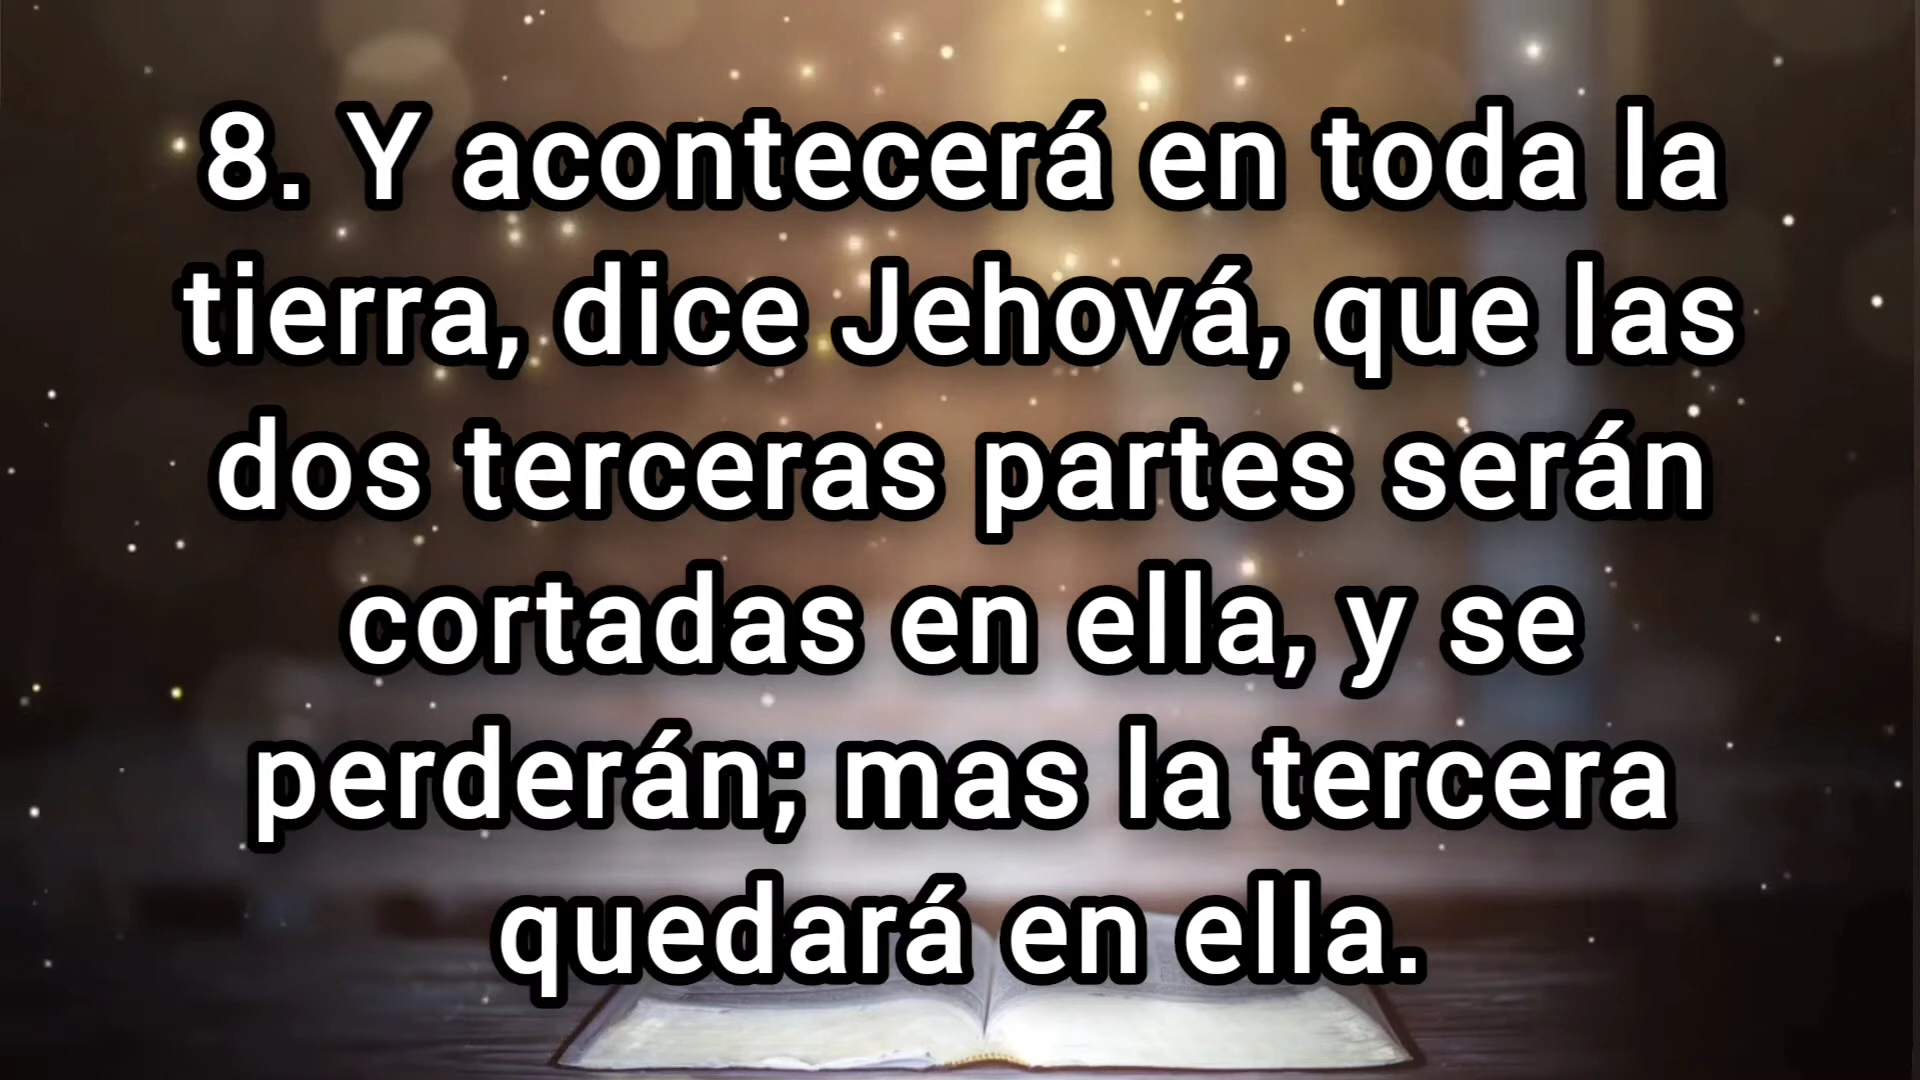 8. Y acontecerá en toda la
tierra, dice Jehová, que las
dos terceras partes serán
cortadas en ella, y se
perderán; mas la tercera
quedará en ella.